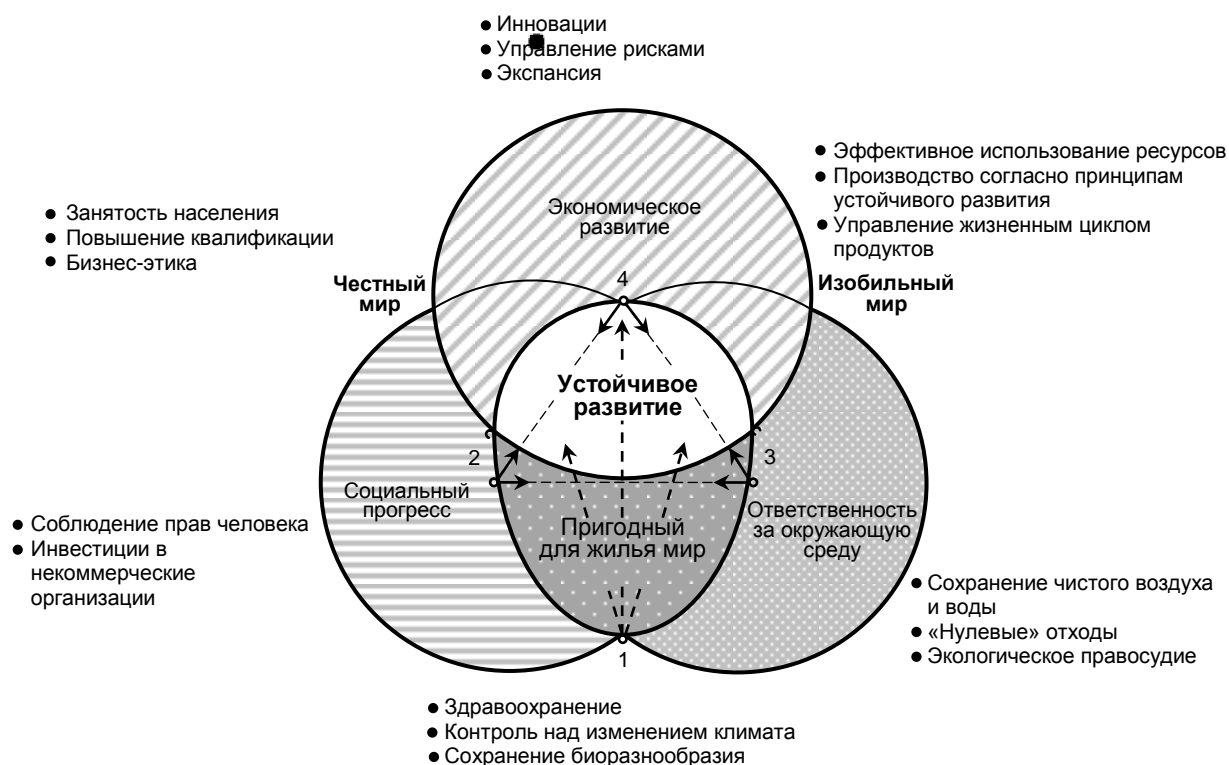 ● Инновации
● Управление рисками
● Экспансия
● Эффективное использование ресурсов
● Производство согласно принципам
устойчивого развития
● Управление жизненным циклом
продуктов
● Занятость населения
● Повышение квалификации
● Бизнес-этика
Экономическое
развитие
Честный
мир
4
Изобильный
мир
Устойчивое
развитие
2
3
Социальный
прогресс
Пригодный
для жилья мир
Ответственность
за окружающую
среду
● Соблюдение прав человека
● Инвестиции в
некоммерческие
организации
● Сохранение чистого воздуха
и воды
● «Нулевые» отходы
● Экологическое правосудие
1
● Здравоохранение
● Контроль над изменением климата
● Сохранение биоразнообразия